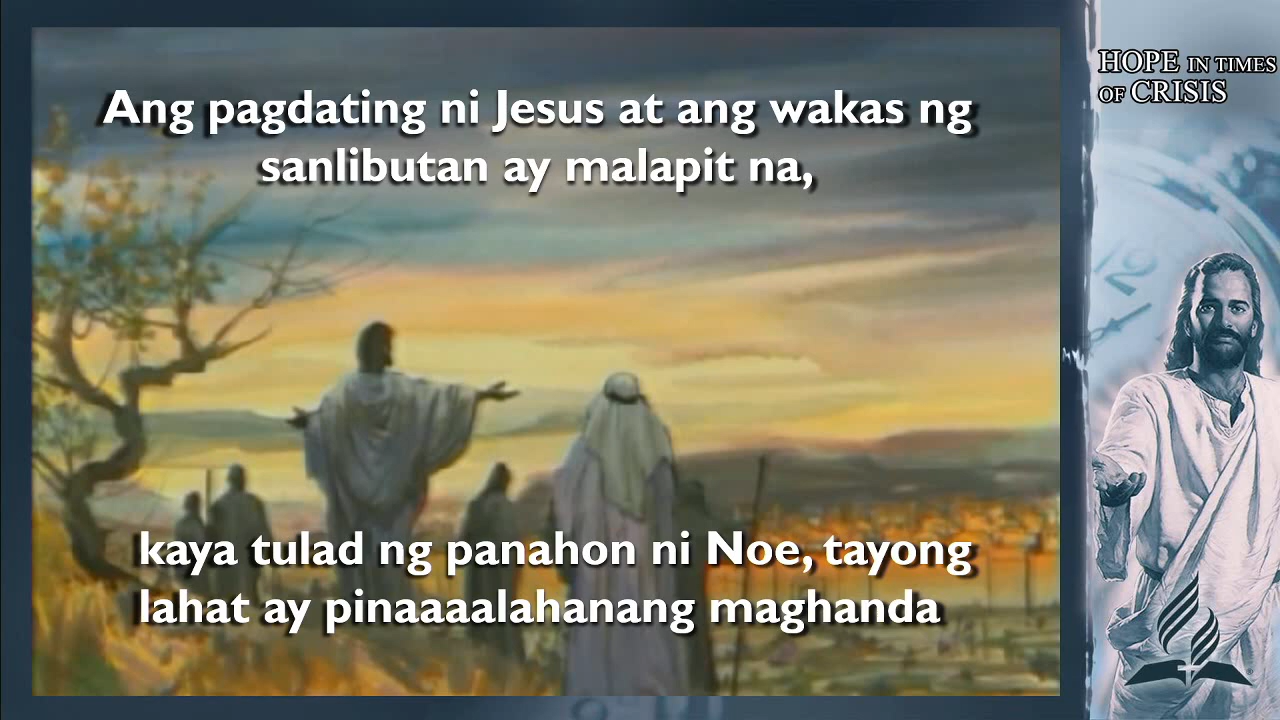 Ang pagdating ni Jesus at ang wakas ng
sanlibutan ay malapit na,
kaya tulad ng panahon ni Noe, tayong
lahat ay pinaaaalahanang maghanda
HOPE IN TIMES
OF CRISIS
12